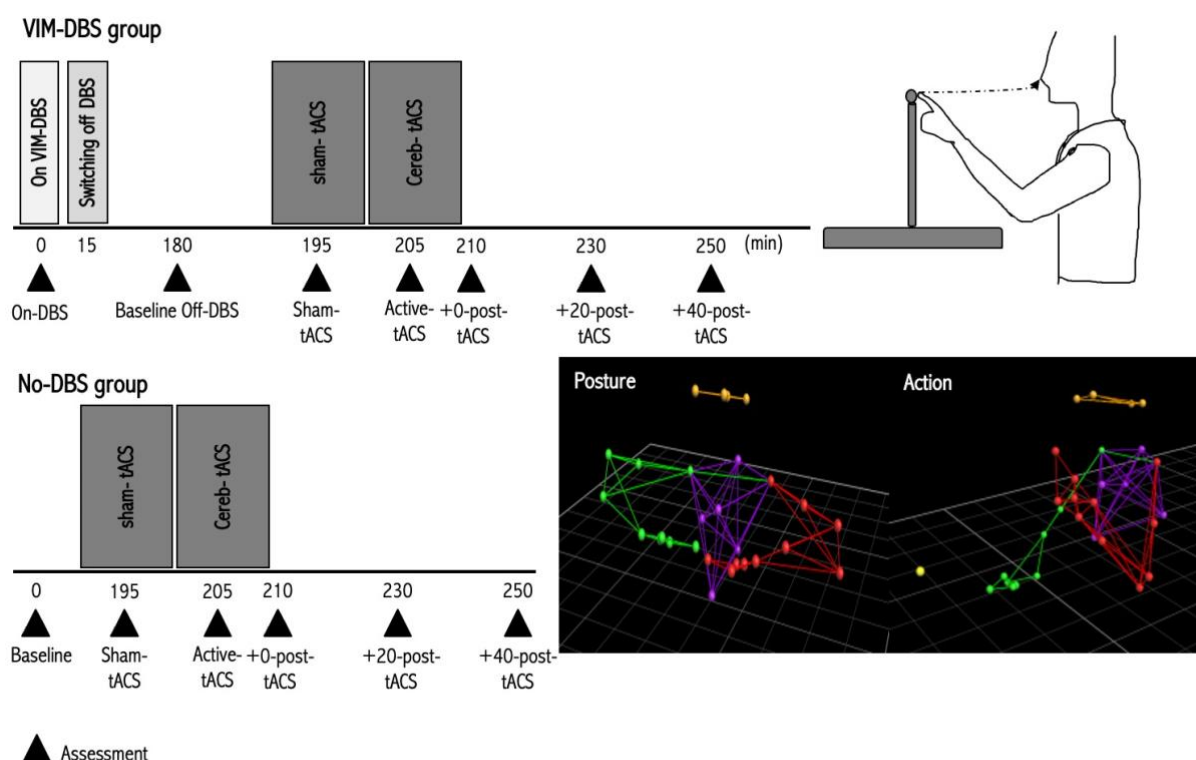 VIM-DBS group
On VIM-DBS
Switching off DBS
sham- tACS
Cereb- tACS
0 15 180 195 205 210 230 250 (min)
On-DBS Baseline Off-DBS Sham- Active- +0-post- +20-post- +40-post-
tACS tACS tACS tACS tACS
No-DBS group
sham- tACS
Cereb- tACS
0 195 205 210 230 250
Baseline Sham- Active- +0-post- +20-post- +40-post-
tACS tACS tACS tACS tACS
Assessment
Posture Action